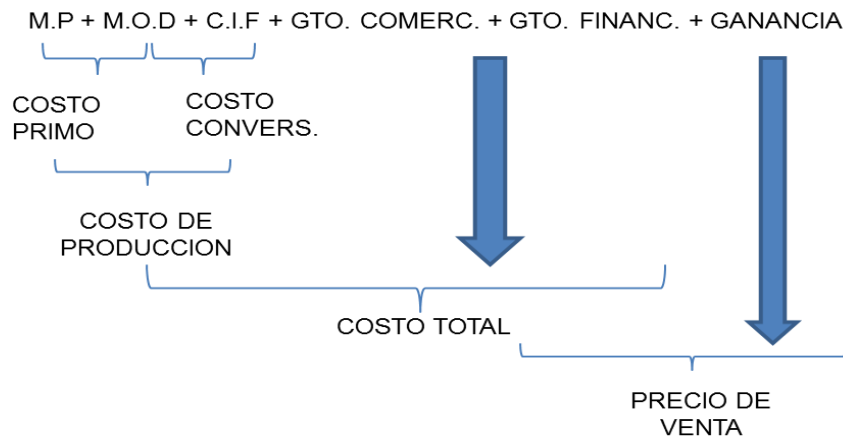 M.P + M.O.D + C.I.F + GTO. COMERC. + GTO. FINANC. + GANANCIA
COSTO
PRIMO
COSTO
CONVERS.
COSTO DE
PRODUCCION
COSTO TOTAL
PRECIO DE
VENTA